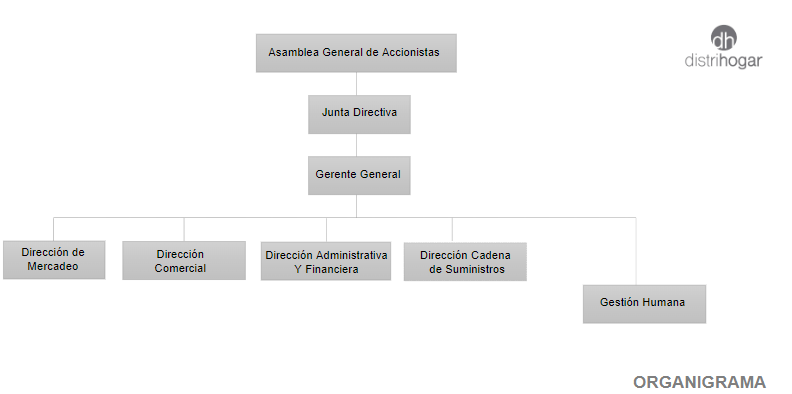 Asamblea General de Accionistas
dh
distrihogar
Junta Directiva
Gerente General
Dirección de
Mercadeo
Dirección
Comercial
Dirección Administrativa
Y Financiera
Dirección Cadena
de Suministros
Gestión Humana
ORGANIGRAMA